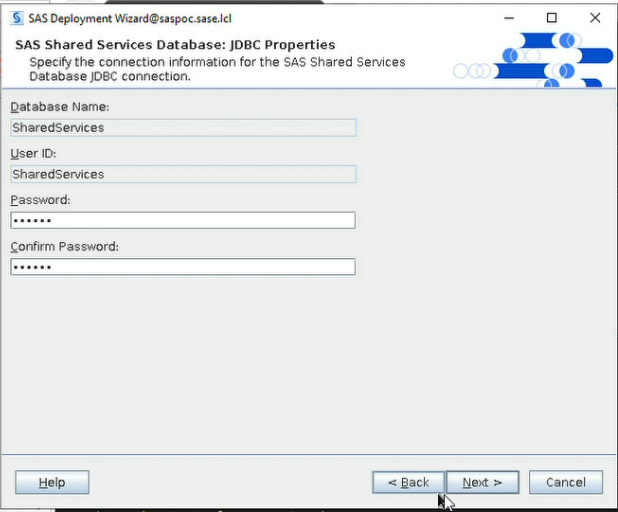 SAS Deployment Wizard@saspoc.sase.lcl
SAS Shared Services Database: JDBC Properties
Specify the connection information for the SAS Shared Services
Database JDBC connection.
Database Name:
SharedServices
User ID:
SharedServices
Password:
••••••
Confirm Password:
••••••
Help
< Back
Next >
Cancel